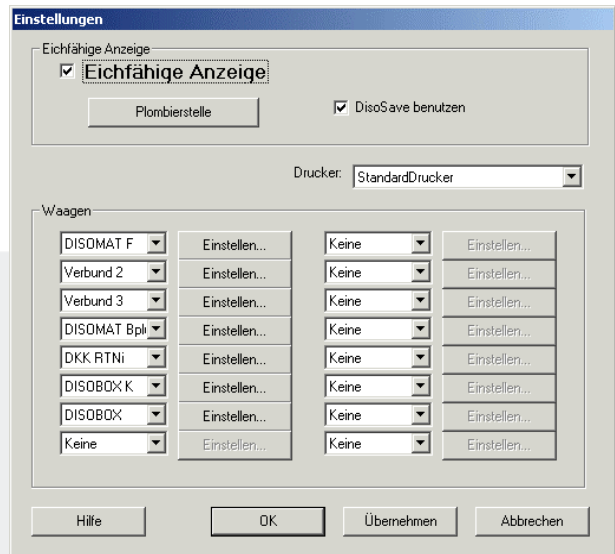 Einstellungen
Eichfähige Anzeige
Eichfähige Anzeige
Plombierstelle
DisoSave benutzen
Drucker:
StandardDrucker
Waagen
DISOMAT F Einstellen... Keine Einstellen...
Verbund 2 Einstellen... Keine Einstellen...
Verbund 3 Einstellen... Keine Einstellen...
DISOMAT Bplu Einstellen... Keine Einstellen...
DKK RTNi Einstellen... Keine Einstellen...
DISOBOX K Einstellen... Keine Einstellen...
DISOBOX Einstellen... Keine Einstellen...
Keine Einstellen... Keine Einstellen...
Hilfe OK Übernehmen Abbrechen